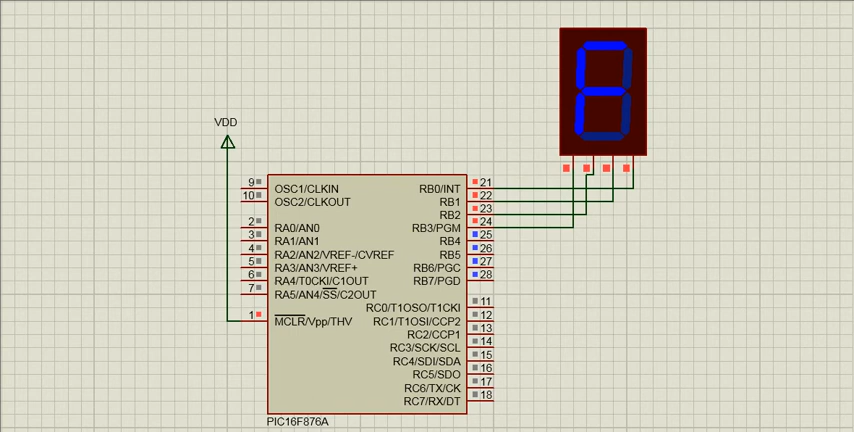 VDD
9 OSC1/CLKIN RB0/INT 21
10 OSC2/CLKOUT RB1 22
RB2 23
2 RA0/AN0 RB3/PGM 24
3 RA1/AN1 RB4 25
4 RA2/AN2/VREF-/CVREF RB5 26
5 RA3/AN3/VREF+ RB6/PGC 27
6 RA4/T0CKI/C1OUT RB7/PGD 28
7 RA5/AN4/SS/C2OUT
RC0/T1OSO/T1CKI 11
1 MCLR/Vpp/THV RC1/T1OSI/CCP2 12
RC2/CCP1 13
RC3/SCK/SCL 14
RC4/SDI/SDA 15
RC5/SDO 16
RC6/TX/CK 17
RC7/RX/DT 18
PIC16F876A